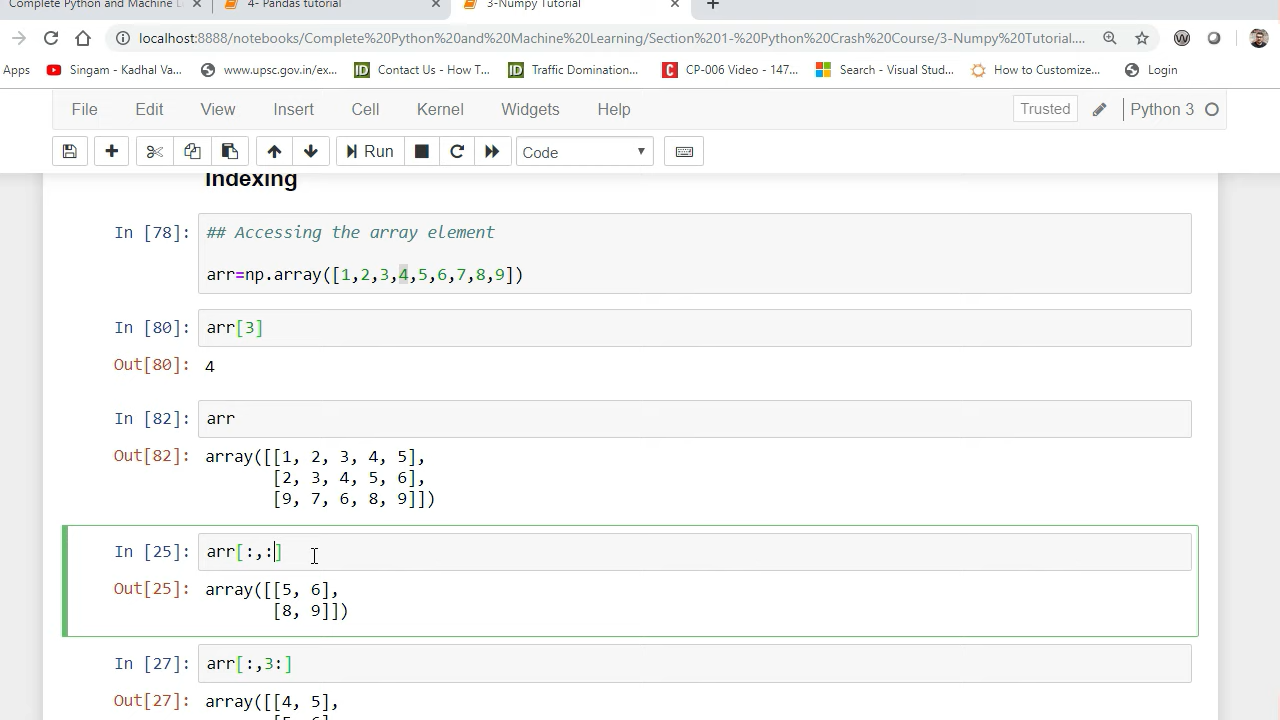 Complete Python and Machine L
4- Pandas tutorial
3-Numpy Tutorial
localhost:8888/notebooks/Complete%20Python%20and%20Machine%20Learning/Section%201-%20Python%20Crash%20Course/3-Numpy%20Tutorial....
Apps Singam - Kadhal Va... www.upsc.gov.in/ex... Contact Us - How T... Traffic Domination... CP-006 Video - 147... Search - Visual Stud... How to Customize... Login
File Edit View Insert Cell Kernel Widgets Help Trusted Python 3
Run Code
Indexing
In [78]: ## Accessing the array element
arr=np.array([1,2,3,4,5,6,7,8,9])
In [80]: arr[3]
Out[80]: 4
In [82]: arr
Out[82]: array([[1, 2, 3, 4, 5],
[2, 3, 4, 5, 6],
[9, 7, 6, 8, 9]])
In [25]: arr[:,:]
Out[25]: array([[5, 6],
[8, 9]])
In [27]: arr[:,3:]
Out[27]: array([[4, 5],